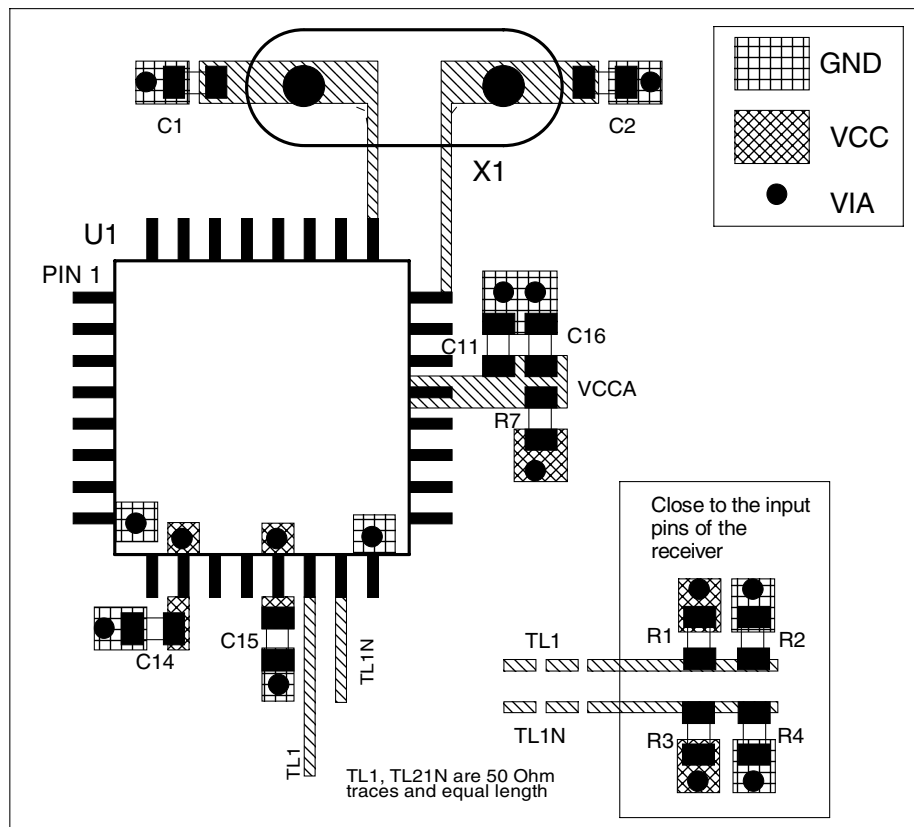 C1
C2
X1
GND
VCC
VIA
U1
PIN 1
C11
C16
VCCA
R7
C14
C15
TL1
TL1N
Close to the input
pins of the
receiver
TL1
R1
R2
TL1N
R3
R4
TL1, TL21N are 50 Ohm
traces and equal length